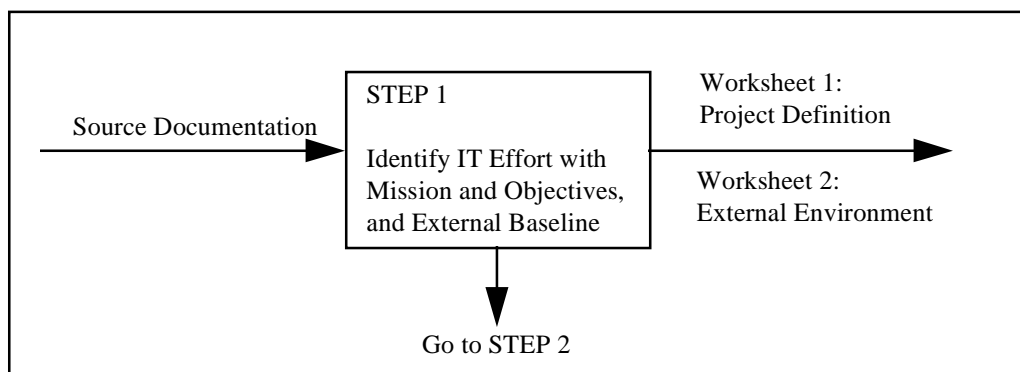 Source Documentation
STEP 1
Identify IT Effort with
Mission and Objectives,
and External Baseline
Worksheet 1:
Project Definition
Worksheet 2:
External Environment
Go to STEP 2